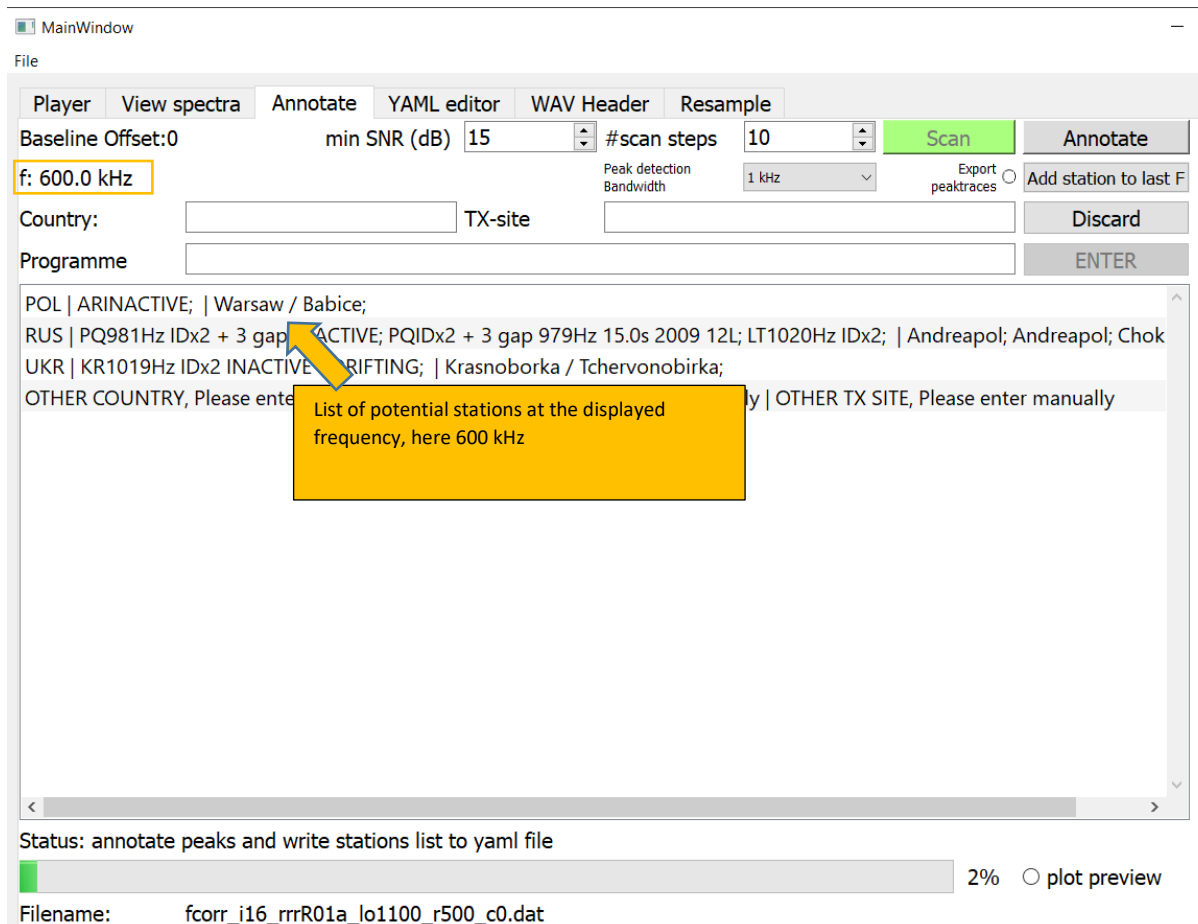 MainWindow
File
Player View spectra Annotate YAML editor WAV Header Resample
Baseline Offset:0 min SNR (dB) 15 #scan steps 10 Scan Annotate
f: 600.0 kHz Peak detection Bandwidth 1 kHz Export peaktraces Add station to last F
Country: TX-site Discard
Programme ENTER
POL | ARINACTIVE; | Warsaw / Babice;
RUS | PQ981Hz IDx2 + 3 gap ACTIVE; PQIDx2 + 3 gap 979Hz 15.0s 2009 12L; LT1020Hz IDx2; | Andreapol; Andreapol; Chok
UKR | KR1019Hz IDx2 INACTIVE RIFTING; | Krasnoborka / Tchervonobirka;
OTHER COUNTRY, Please ente ly | OTHER TX SITE, Please enter manually
List of potential stations at the displayed
frequency, here 600 kHz
Status: annotate peaks and write stations list to yaml file
2% plot preview
Filename: fcorr_i16_rrrR01a_lo1100_r500_c0.dat